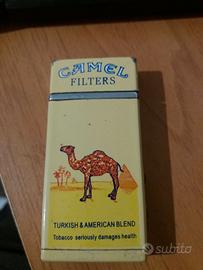 CAMEL
FILTERS
TURKISH & AMERICAN BLEND
Tobacco seriously damages health
subito